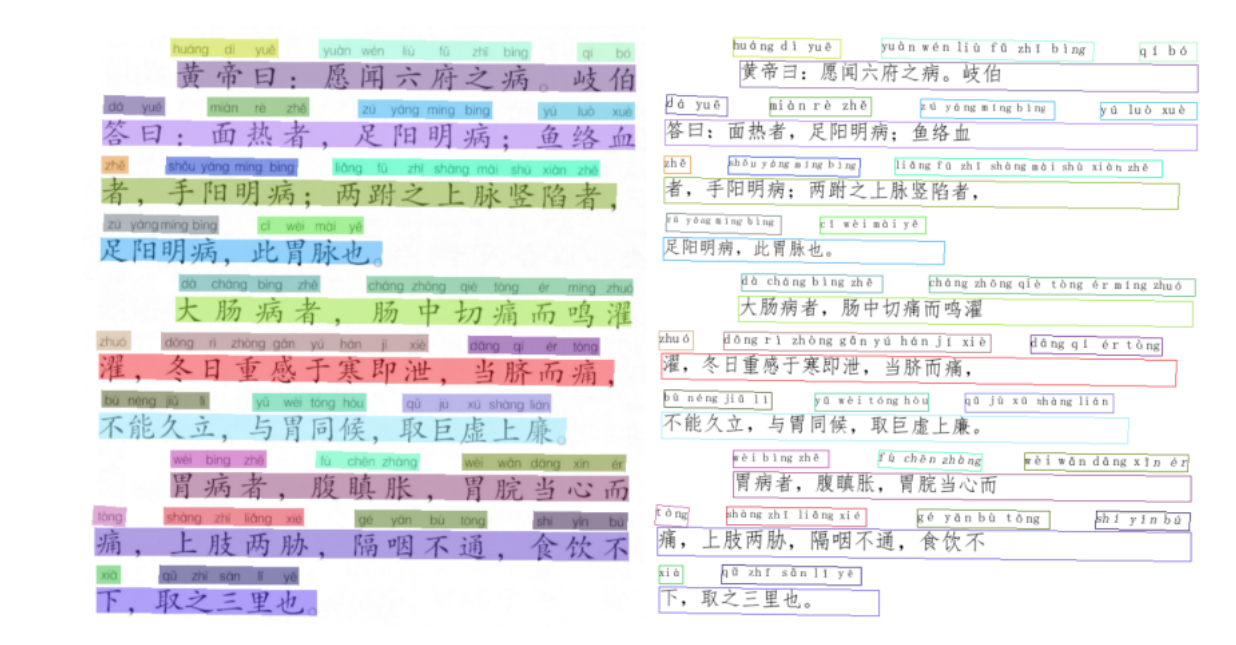 huáng dì yuē yuàn wén liù fǔ zhī bìng qí bó
黄帝曰：愿闻六府之病。岐伯
dá yuē miàn rè zhě zú yáng míng bìng yú luò xuè
答曰：面热者，足阳明病；鱼络血
zhě shǒu yáng míng bìng liǎng fū zhī shàng mài shù xiàn zhě
者，手阳明病；两跗之上脉竖陷者，
zú yáng míng bìng cǐ wèi mài yě
足阳明病，此胃脉也。
dà cháng bìng zhě cháng zhōng qiē tòng ér míng zhuó
大肠病者，肠中切痛而鸣濯
zhuó dōng rì zhòng gǎn yú hán jí xiè dāng qí ér tòng
濯，冬日重感于寒即泄，当脐而痛，
bù néng jiǔ lì yǔ wèi tóng hòu qǔ jù xū shàng lián
不能久立，与胃同候，取巨虚上廉。
wèi bìng zhě fù chēn zhàng wèi wǎn dāng xīn ér
胃病者，腹瞋胀，胃脘当心而
tòng shàng zhī liǎng xié gé yān bù tōng shí yǐn bú
痛，上肢两胁，隔咽不通，食饮不
xià qǔ zhī sān lǐ yě
下，取之三里也。
huáng dì yuē yuàn wén liù fǔ zhī bìng qí bó
黄帝曰：愿闻六府之病。岐伯
dá yuē miàn rè zhě zú yáng míng bìng yú luò xuè
答曰：面热者，足阳明病；鱼络血
zhě shǒu yáng míng bìng liǎng fū zhī shàng mài shù xiàn zhě
者，手阳明病；两跗之上脉竖陷者，
zú yáng míng bìng cǐ wèi mài yě
足阳明病，此胃脉也。
dà cháng bìng zhě cháng zhōng qiè tòng ér míng zhuó
大肠病者，肠中切痛而鸣濯
zhuó dōng rì zhòng gǎn yú hán jí xiè dāng qí ér tòng
濯，冬日重感于寒即泄，当脐而痛，
bù néng jiǔ lì yǔ wèi tóng hòu qǔ jù xū shàng lián
不能久立，与胃同候，取巨虚上廉。
wèi bìng zhě fù chēn zhàng wèi wǎn dāng xīn ér
胃病者，腹瞋胀，胃脘当心而
tòng shàng zhī liǎng xié gé yān bù tōng shí yǐn bú
痛，上肢两胁，隔咽不通，食饮不
xià qǔ zhī sān lǐ yě
下，取之三里也。